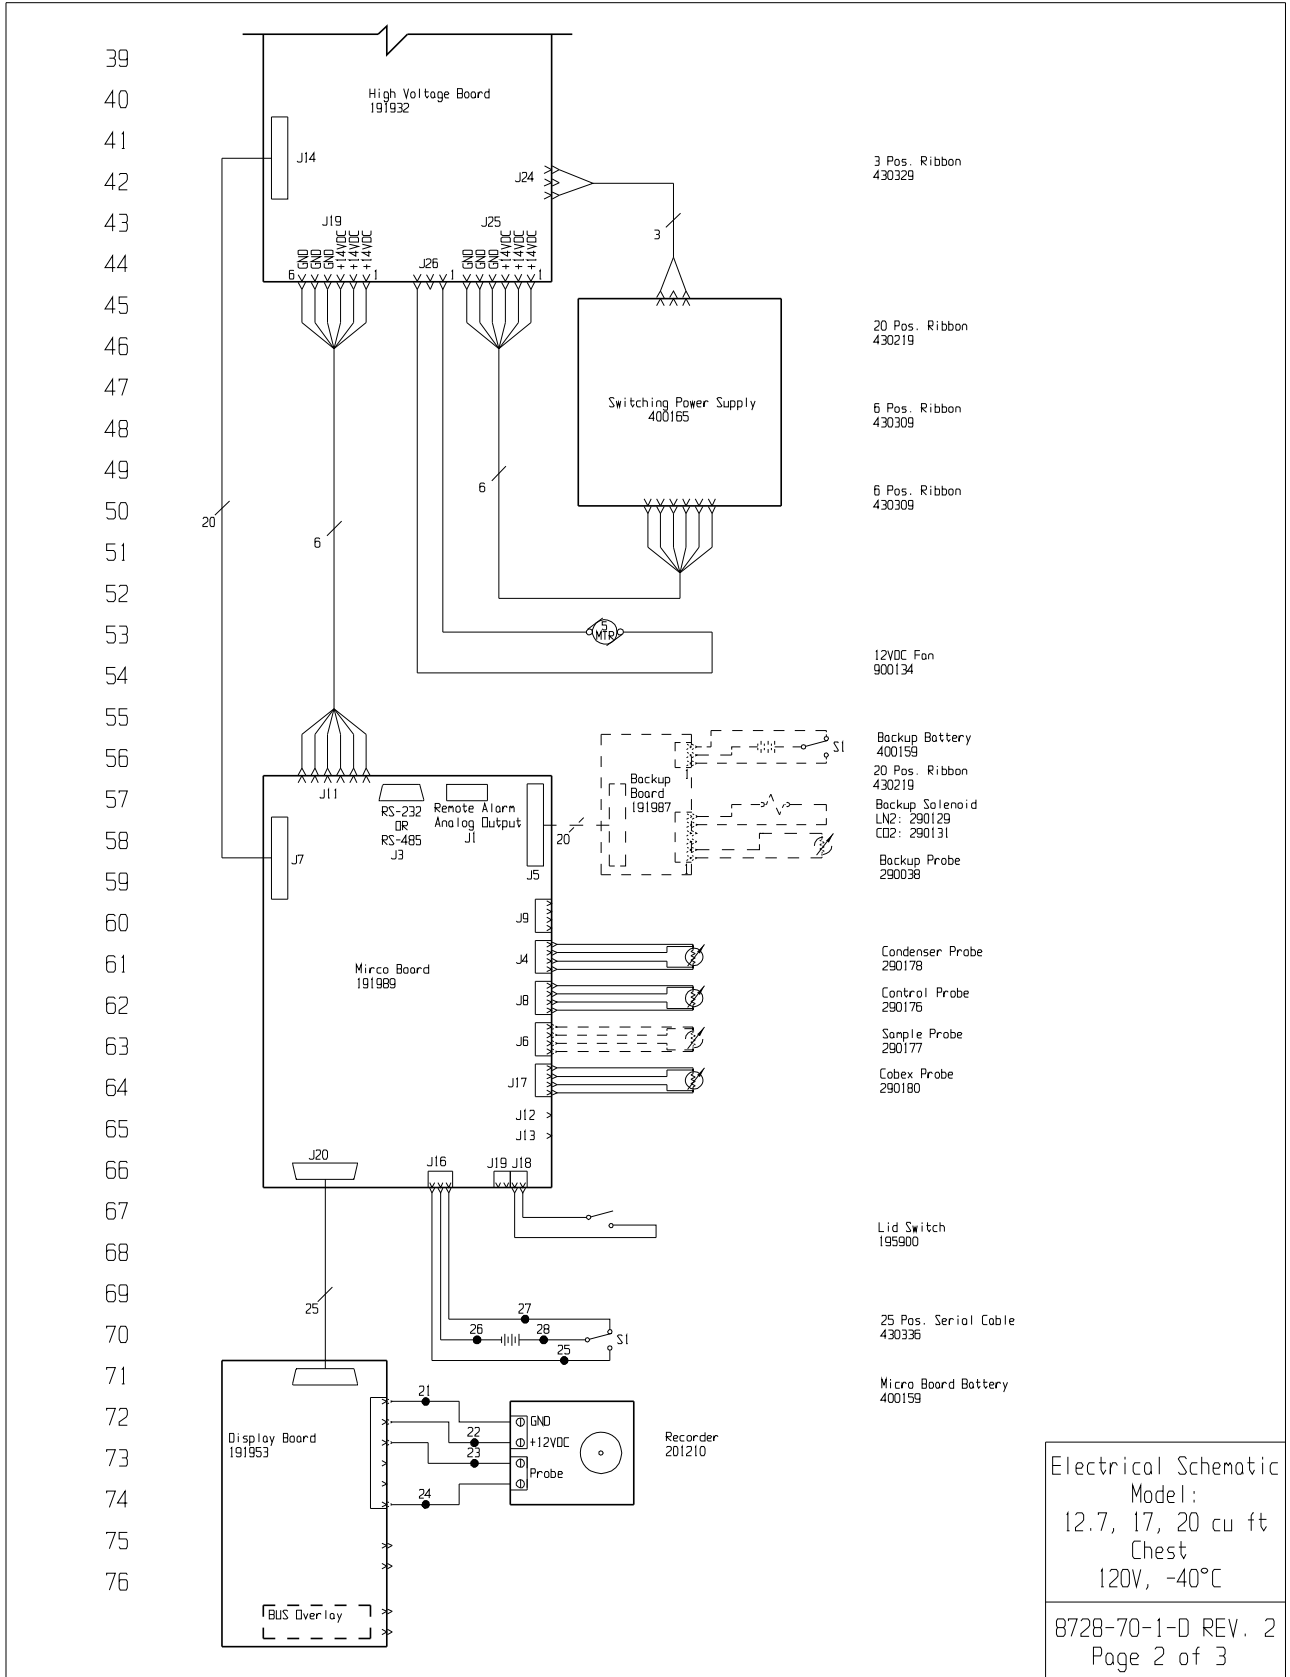 39
40
41
42
43
44
45
46
47
48
49
50
51
52
53
54
55
56
57
58
59
60
61
62
63
64
65
66
67
68
69
70
71
72
73
74
75
76
High Voltage Board
191932
J14
J24
J19
GND
GND
GND
+14VDC
+14VDC
+14VDC
6
1
J26
1
J25
GND
GND
GND
+14VDC
+14VDC
+14VDC
1
3
3 Pos. Ribbon
430329
20 Pos. Ribbon
430219
Switching Power Supply
400165
6 Pos. Ribbon
430309
6
6 Pos. Ribbon
430309
20
6
5
MTR
12VDC Fan
900134
S1
Backup Battery
400159
1
20 Pos. Ribbon
430219
Backup
Board
191987
J11
RS-232
OR
RS-485
J3
Remote Alarm
Analog Output
J1
20
J5
J7
1
Backup Solenoid
LN2: 290129
CO2: 290131
Backup Probe
290038
J9
J4
Condenser Probe
290178
Mirco Board
191989
J8
Control Probe
290176
J6
Sample Probe
290177
J17
Cobex Probe
290180
J12
J13
J20
J16
J19
J18
Lid Switch
195900
25
27
26
28
S1
25
25 Pos. Serial Cable
430336
Micro Board Battery
400159
21
22
23
24
Display Board
191953
GND
+12VDC
Probe
Recorder
201210
BUS Overlay
Electrical Schematic
Model:
12.7, 17, 20 cu ft
Chest
120V, -40°C
8728-70-1-D REV. 2
Page 2 of 3